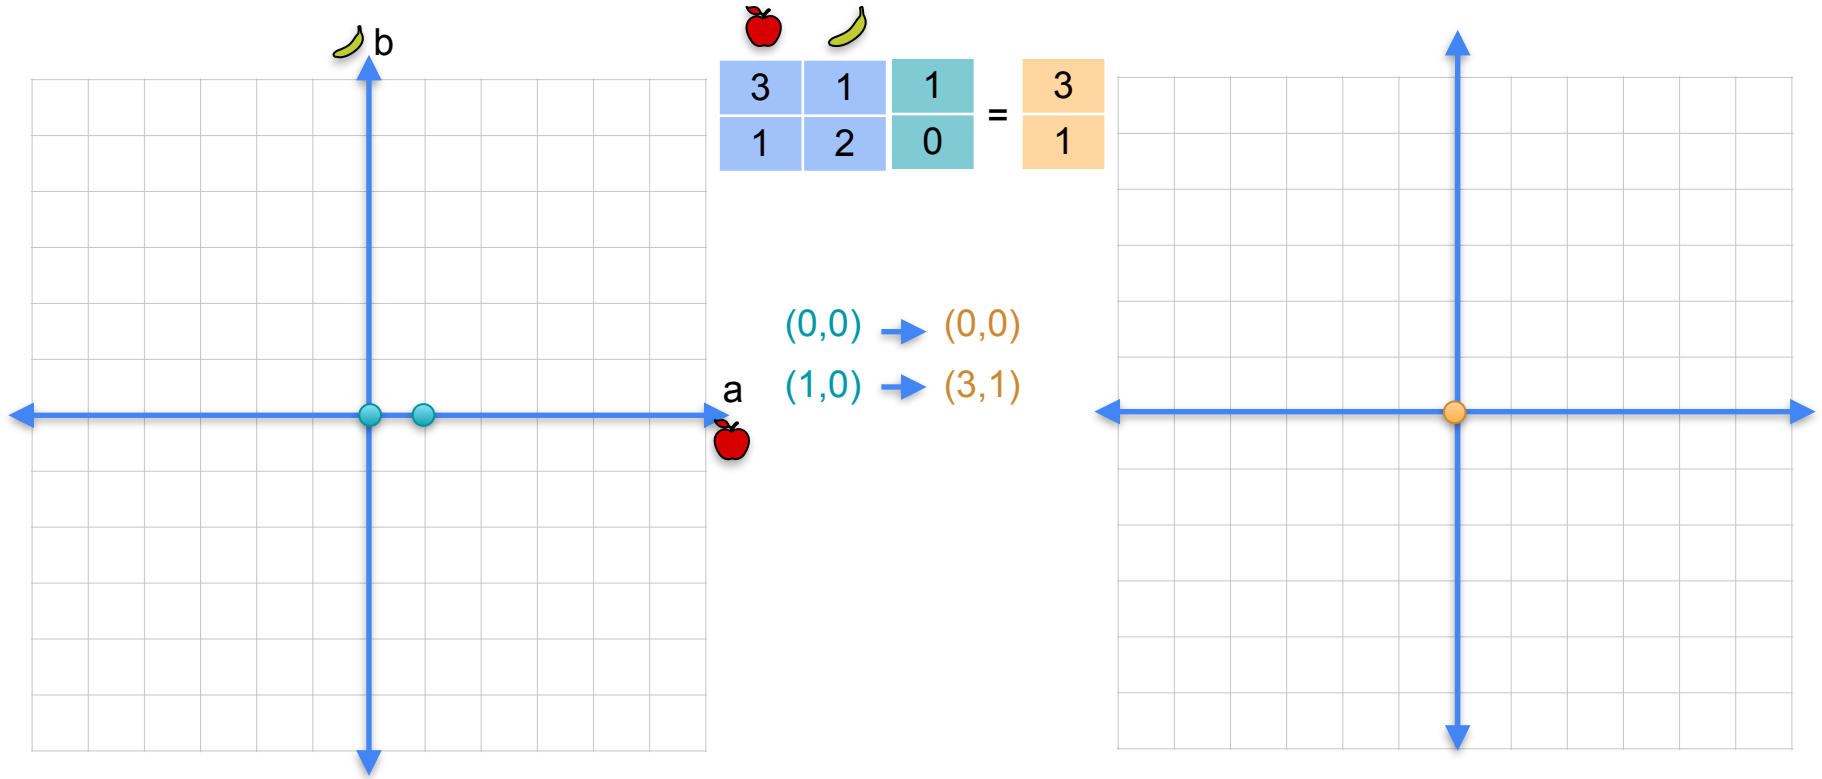 b
3 1 1 = 3
1 2 0 1
(0,0) (0,0)
a
(1,0) (3,1)